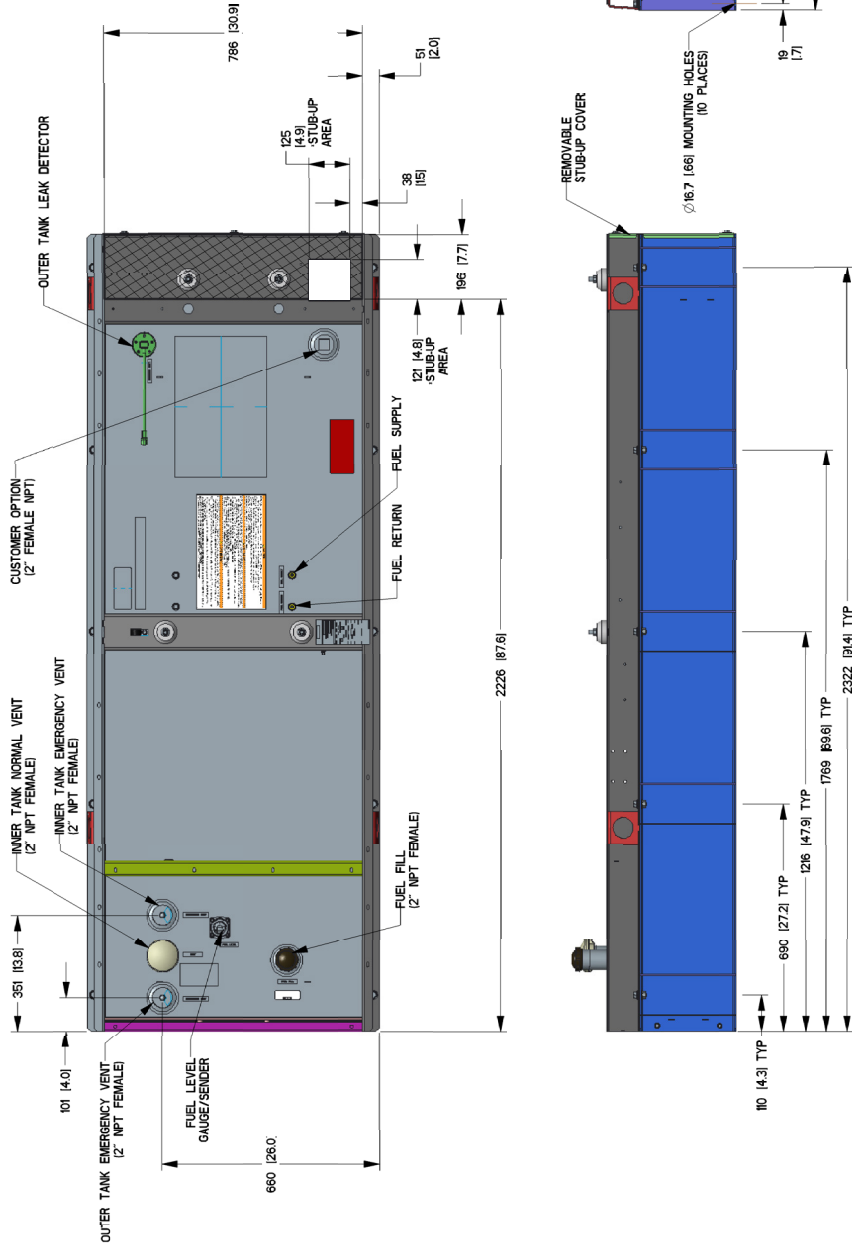 786 [30.9]
51
[2.0]
OUTER TANK LEAK DETECTOR
125
[4.9]
STUB-UP
AREA
38
[15]
196 [7.7]
121 [4.8]
STUB-UP
AREA
CUSTOMER OPTION
(2" FEMALE NPT)
FUEL SUPPLY
FUEL RETURN
2226 [87.6]
INNER TANK NORMAL VENT
(2" NPT FEMALE)
INNER TANK EMERGENCY VENT
(2" NPT FEMALE)
FUEL FILL
(2" NPT FEMALE)
351 [13.8]
101 [4.0]
OUTER TANK EMERGENCY VENT
(2" NPT FEMALE)
FUEL LEVEL
GAUGE/SENDER
660 [26.0]
19
[.7]
Ø16.7 [.66] MOUNTING HOLES
(10 PLACES)
REMOVABLE
STUB-UP COVER
2322 [91.4] TYP
1769 [69.6] TYP
1216 [47.9] TYP
690 [27.2] TYP
110 [4.3] TYP